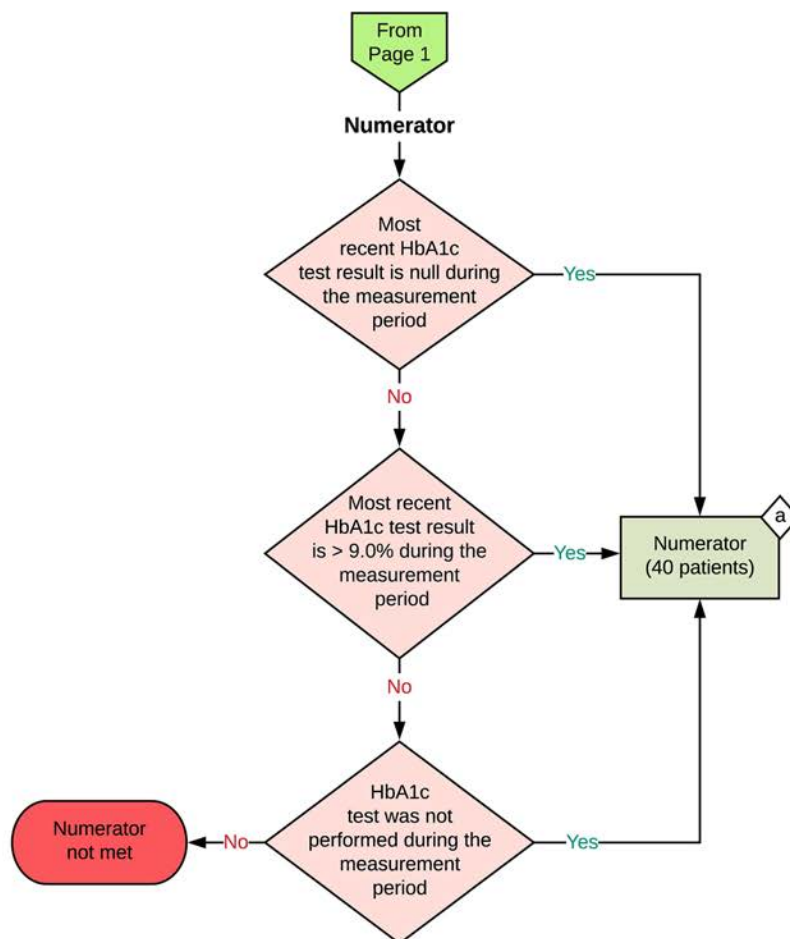 From
Page 1
Numerator
Most
recent HbA1c
test result is null during
the measurement
period
Yes
No
Most recent
HbA1c test result
is > 9.0% during the
measurement
period
Yes
a
Numerator
(40 patients)
No
HbA1c
test was not
performed during the
measurement
period
Yes
No
Numerator
not met